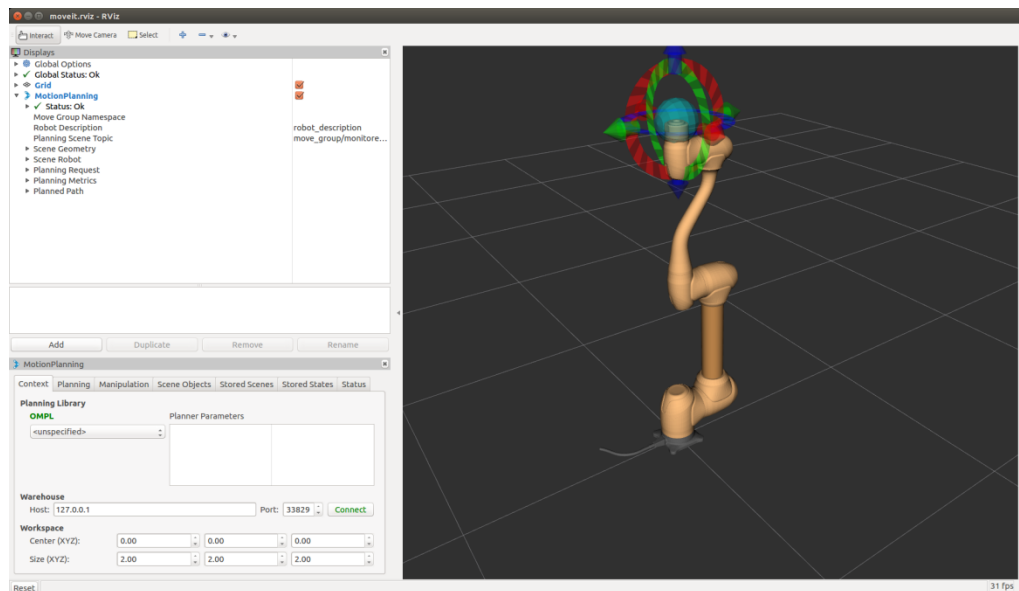 moveit.rviz - RViz
Interact Move Camera Select
Displays
Global Options
Global Status: Ok
Grid
MotionPlanning
Status: Ok
Move Group Namespace
Robot Description robot_description
Planning Scene Topic move_group/monitore...
Scene Geometry
Scene Robot
Planning Request
Planning Metrics
Planned Path
Add Duplicate Remove Rename
MotionPlanning
Context Planning Manipulation Scene Objects Stored Scenes Stored States Status
Planning Library
OMPL Planner Parameters
<unspecified>
Warehouse
Host: 127.0.0.1 Port: 33829 Connect
Workspace
Center (XYZ): 0.00 0.00 0.00
Size (XYZ): 2.00 2.00 2.00
Reset 31 fps